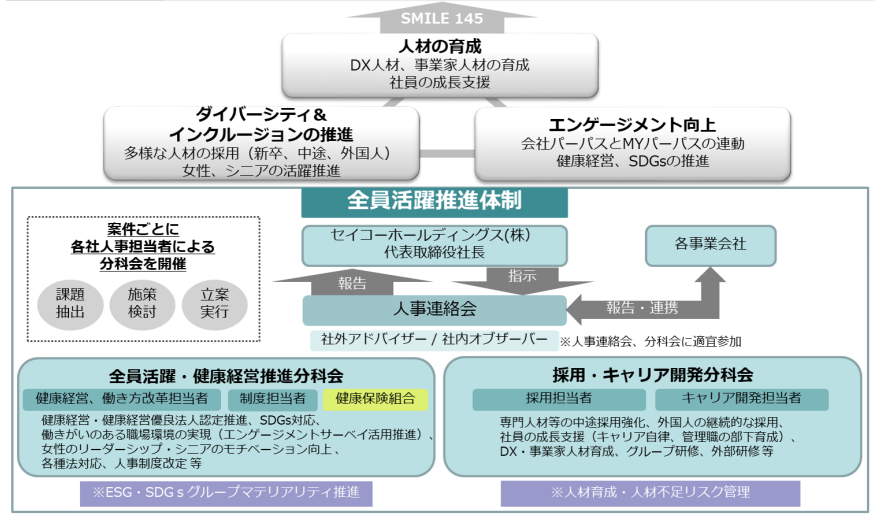 SMILE 145
人材の育成
DX人材、事業家人材の育成
社員の成長支援
ダイバーシティ&
インクルージョンの推進
多様な人材の採用（新卒、中途、外国人）
女性、シニアの活躍推進
エンゲージメント向上
会社パーパスとMYパーパスの連動
健康経営、SDGsの推進
全員活躍推進体制
案件ごとに
各社人事担当者による
分科会を開催
課題
抽出
施策
検討
立案
実行
セイコーホールディングス(株)
代表取締役社長
各事業会社
報告
指示
人事連絡会
報告・連携
社外アドバイザー / 社内オブザーバー
※人事連絡会、分科会に適宜参加
全員活躍・健康経営推進分科会
健康経営、働き方改革担当者
制度担当者
健康保険組合
健康経営・健康経営優良法人認定推進、SDGs対応、
働きがいのある職場環境の実現（エンゲージメントサーベイ活用推進）、
女性のリーダーシップ・シニアのモチベーション向上、
各種法対応、人事制度改定 等
※ESG・SDGｓグループマテリアリティ推進
採用・キャリア開発分科会
採用担当者
キャリア開発担当者
専門人材等の中途採用強化、外国人の継続的な採用、
社員の成長支援（キャリア自律、管理職の部下育成）、
DX・事業家人材育成、グループ研修、外部研修 等
※人材育成・人材不足リスク管理